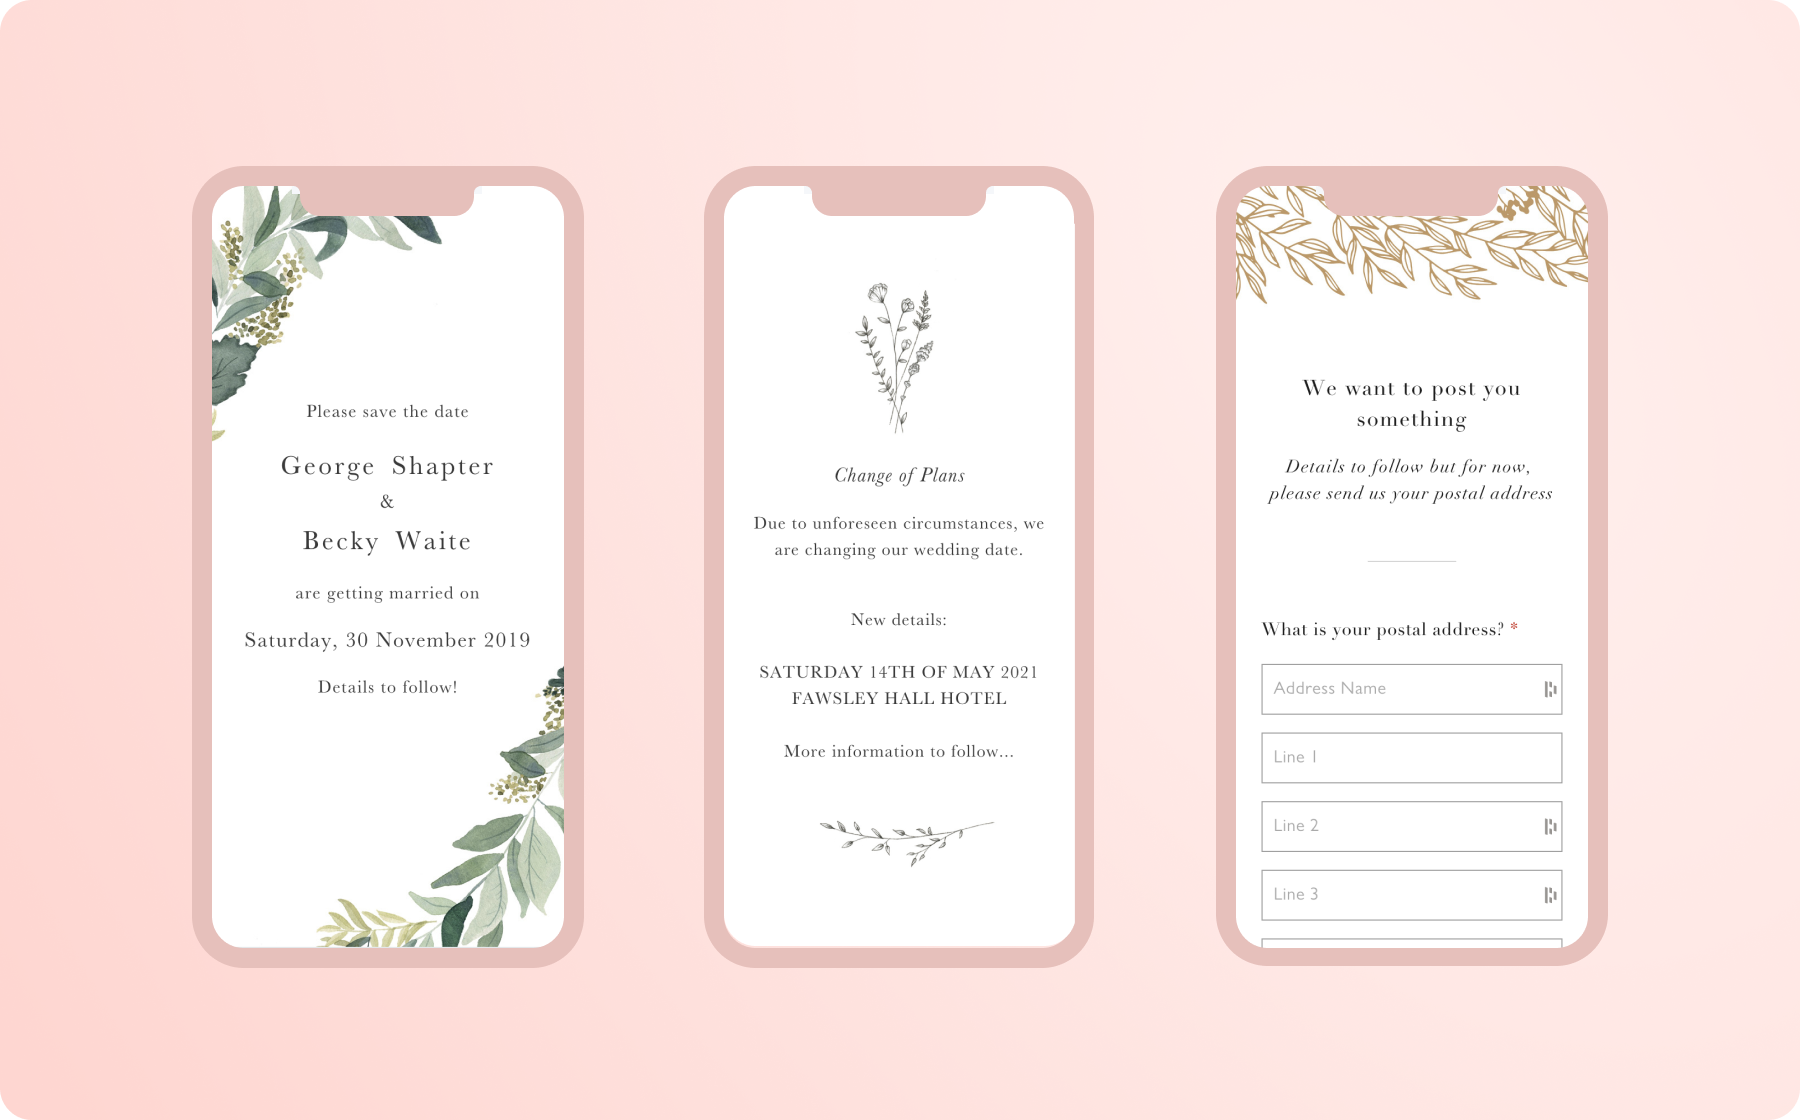 Please save the date
George Shapter
&
Becky Waite
are getting married on
Saturday, 30 November 2019
Details to follow!
Change of Plans
Due to unforeseen circumstances, we
are changing our wedding date.
New details:
SATURDAY 14TH OF MAY 2021
FAWSLEY HALL HOTEL
More information to follow...
We want to post you
something
Details to follow but for now,
please send us your postal address
What is your postal address? *
Address Name
Line 1
Line 2
Line 3